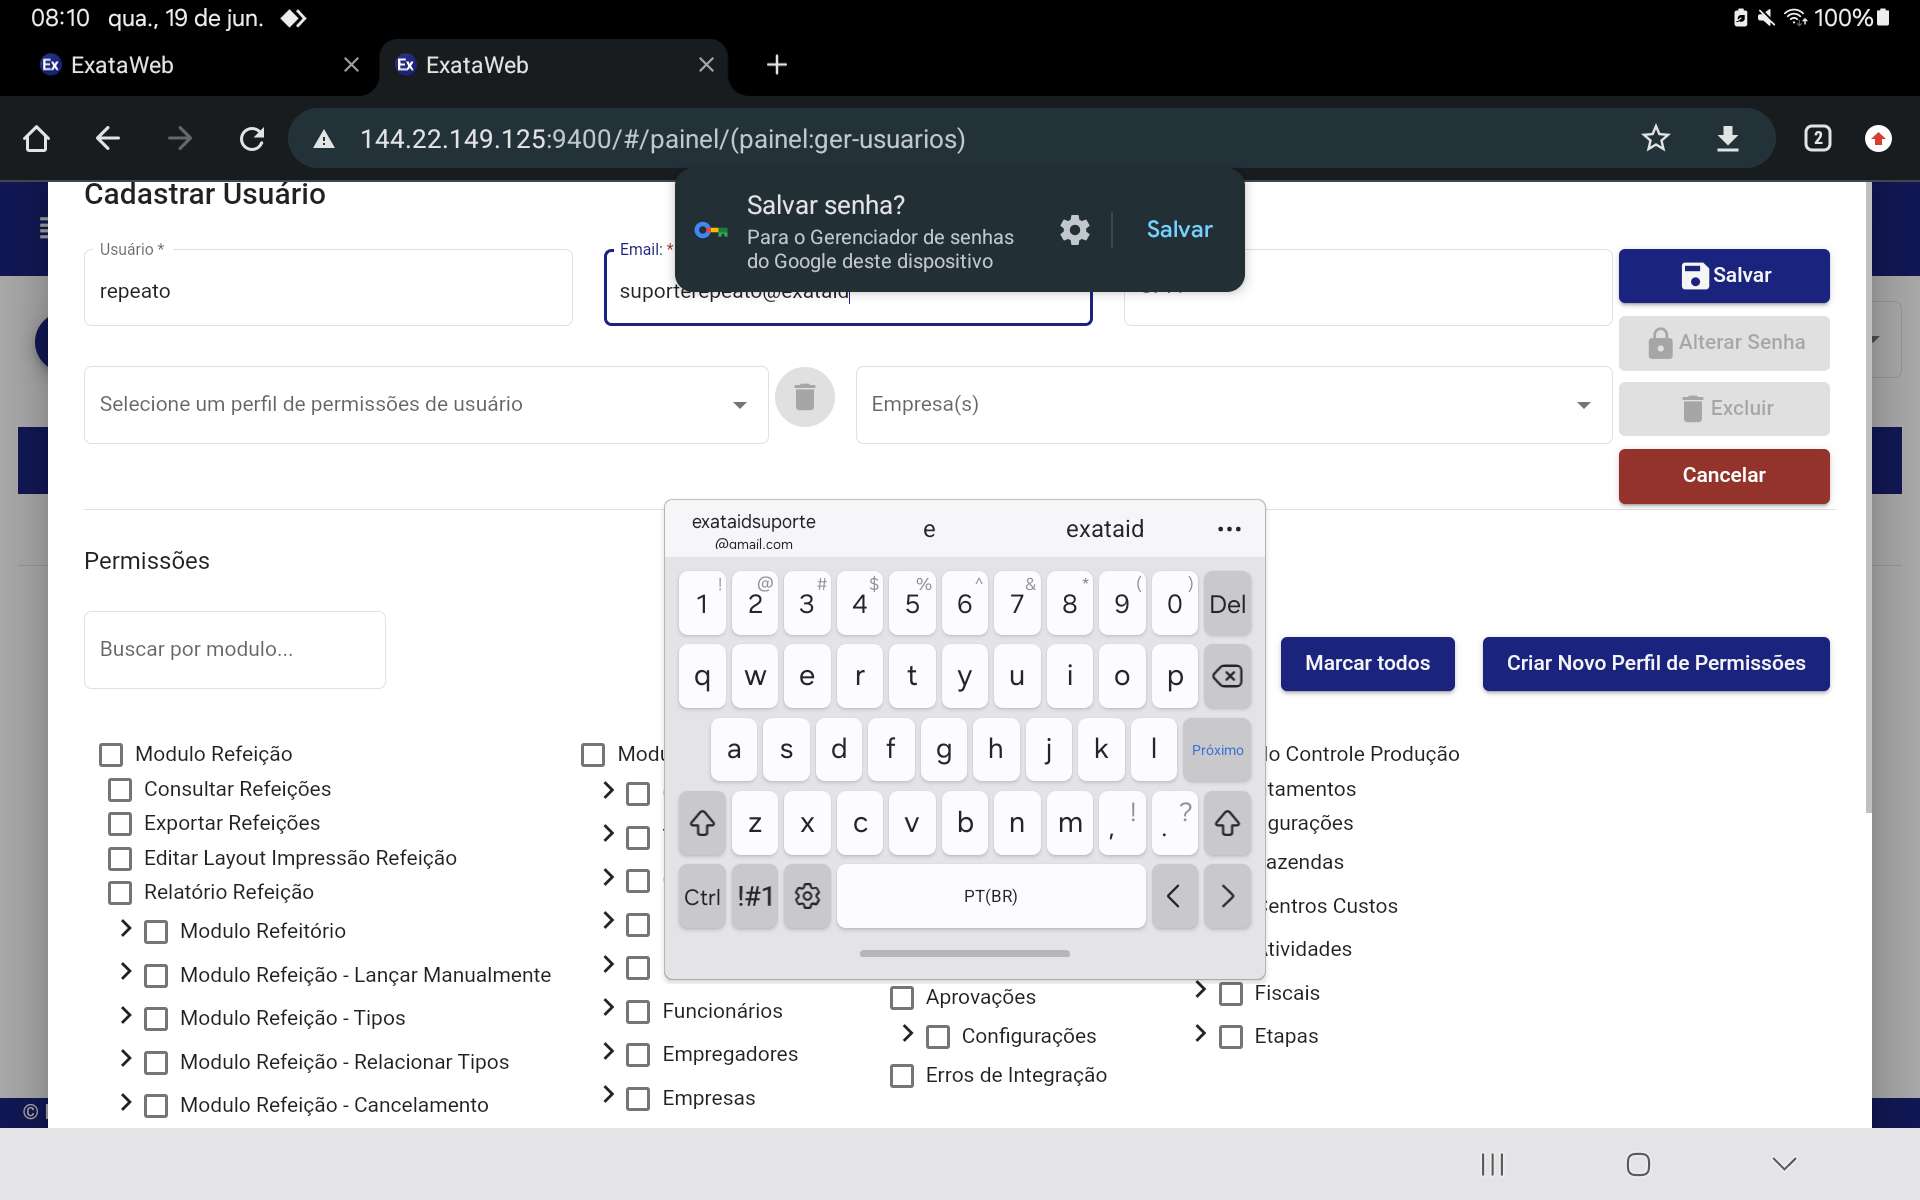 08:10 qua., 19 de jun. 100%
Ex ExataWeb
Ex ExataWeb
144.22.149.125:9400/#/painel/(painel:ger-usuarios)
2
Cadastrar Usuário
Salvar senha?
Para o Gerenciador de senhas
do Google deste dispositivo
Salvar
Usuário *
repeato
Email: *
suporterepeato@exataid
Salvar
Alterar Senha
Selecione um perfil de permissões de usuário
Empresa(s)
Excluir
Cancelar
exataidsuporte
@gmail.com
e
exataid
Permissões
Buscar por modulo...
! @ # $ % ^ & * ( )
1 2 3 4 5 6 7 8 9 0 Del
q w e r t y u i o p
a s d f g h j k l Próximo
z x c v b n m , ! . ?
Ctrl !#1 PT(BR)
Marcar todos
Criar Novo Perfil de Permissões
Modulo Refeição
Consultar Refeições
Exportar Refeições
Editar Layout Impressão Refeição
Relatório Refeição
Modulo Refeitório
Modulo Refeição - Lançar Manualmente
Modulo Refeição - Tipos
Modulo Refeição - Relacionar Tipos
Modulo Refeição - Cancelamento
Modu
Funcionários
Empregadores
Empresas
Aprovações
Configurações
Erros de Integração
lo Controle Produção
tamentos
gurações
azendas
entros Custos
tividades
Fiscais
Etapas
©